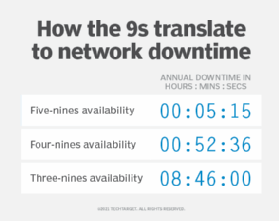 How the 9s translate
to network downtime
ANNUAL DOWNTIME IN
HOURS : MINS : SECS
Five-nines availability 00:05:15
Four-nines availability 00:52:36
Three-nines availability 08:46:00
©2021 TECHTARGET. ALL RIGHTS RESERVED.